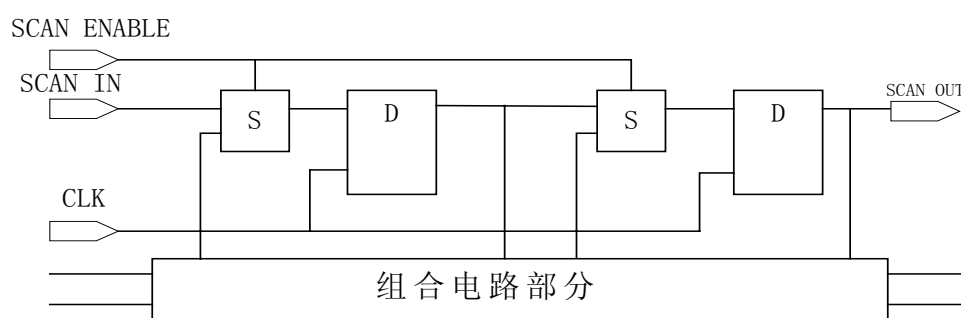 SCAN ENABLE
SCAN IN
SCAN OUT
S
D
S
D
CLK
组合电路部分